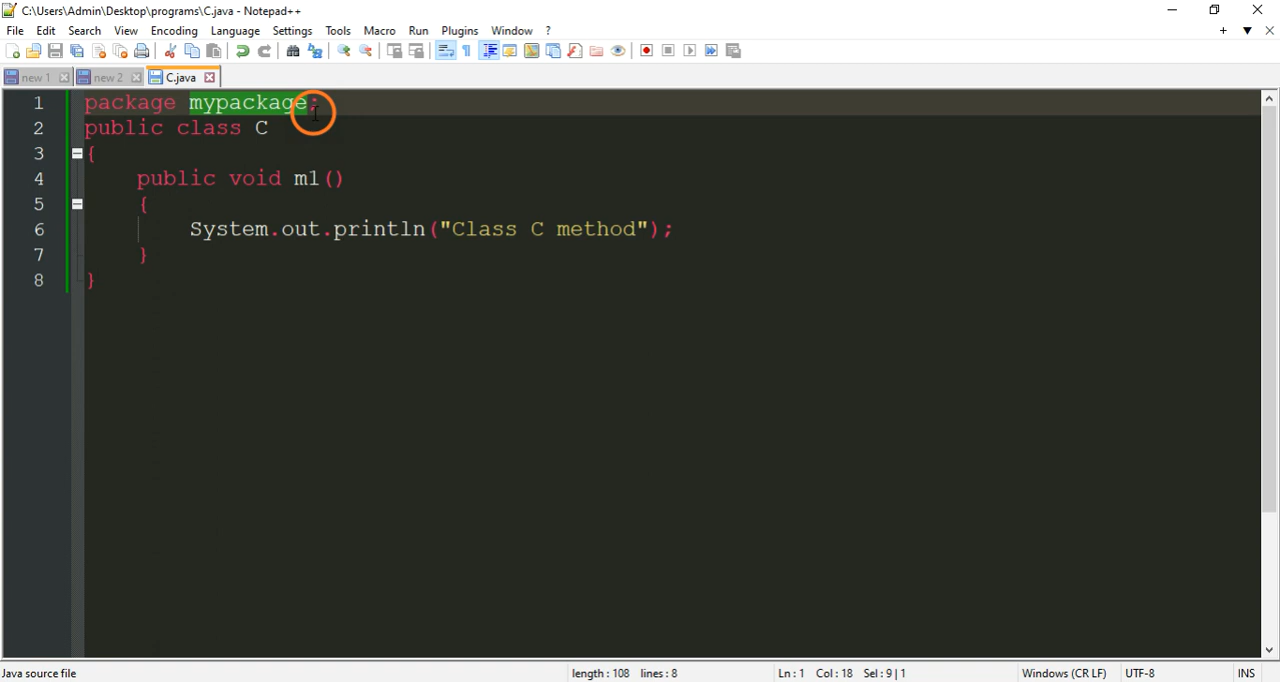 C:\Users\Admin\Desktop\programs\C.java - Notepad++
File Edit Search View Encoding Language Settings Tools Macro Run Plugins Window ?
new 1 new 2 C.java
1 package mypackage;
2 public class C
3 {
4 public void m1()
5 {
6 System.out.println("Class C method");
7 }
8 }
Java source file length : 108 lines : 8 Ln : 1 Col : 18 Sel : 9 | 1 Windows (CR LF) UTF-8 INS